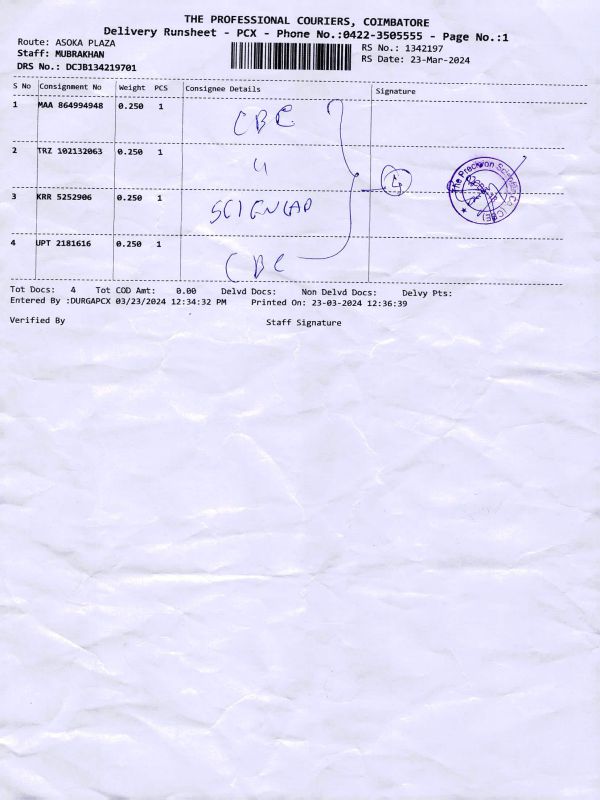 THE PROFESSIONAL COURIERS, COIMBATORE
Delivery Runsheet - PCX - Phone No.:0422-3505555 - Page No.:1
Route: ASOKA PLAZA
RS No.: 1342197
Staff: MUBRAKHAN
RS Date: 23-Mar-2024
DRS No.: DCJB134219701
S No Consignment No Weight PCS Consignee Details Signature
1 MAA 864994948 0.250 1 CBC
2 TRZ 102132063 0.250 1 4
3 KRR 5252906 0.250 1
4 UPT 2181616 0.250 1 CBC
Tot Docs: 4 Tot COD Amt: 0.00 Delvd Docs: Non Delvd Docs: Delvy Pts:
Entered By :DURGAPCX 03/23/2024 12:34:32 PM Printed On: 23-03-2024 12:36:39
Verified By Staff Signature